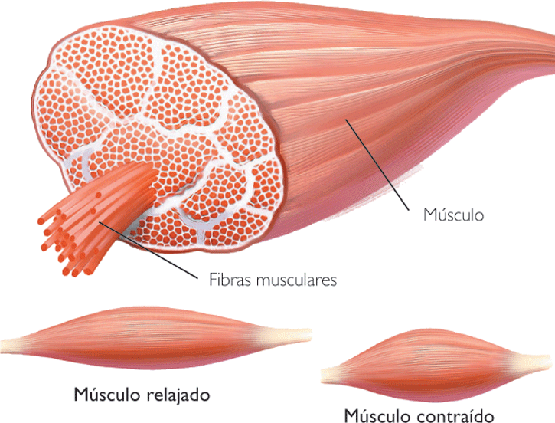 Músculo
Fibras musculares
Músculo relajado
Músculo contraído